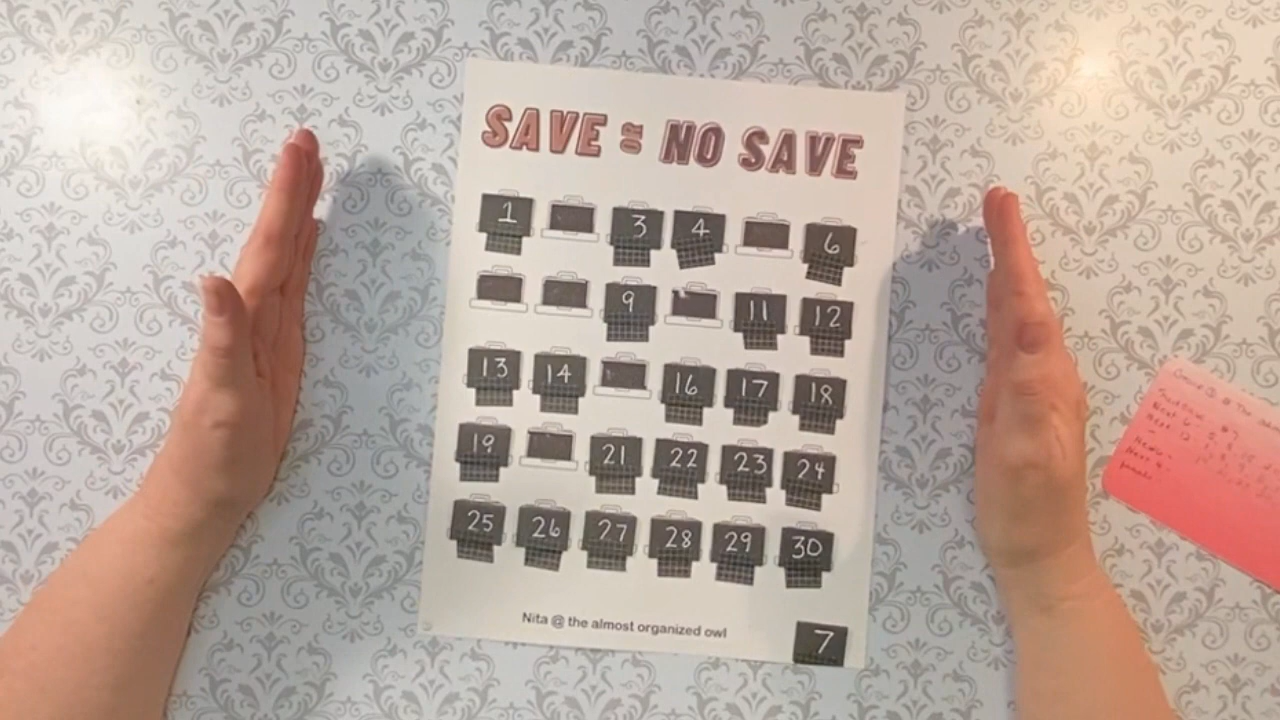 SAVE OR NO SAVE
1 3 4 6
9 11 12
13 14 16 17 18
19 21 22 23 24
25 26 27 28 29 30
Nita @ the almost organized owl
7